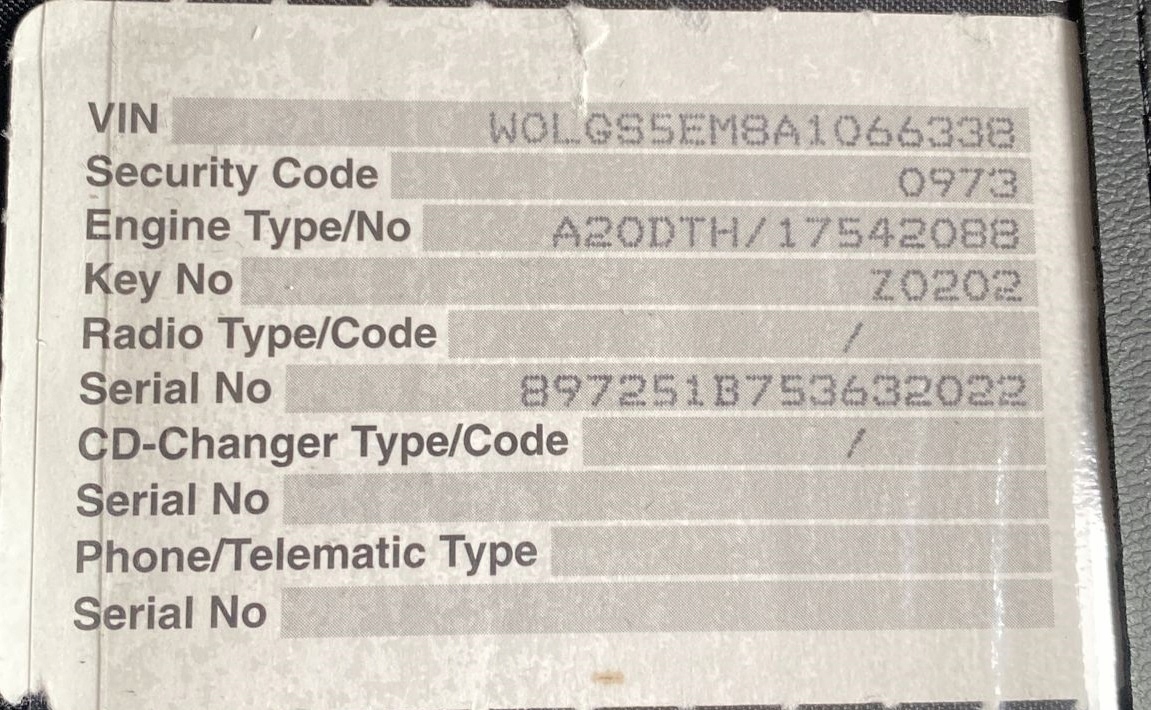 VIN W0LGS5EM8A1066338
Security Code 0973
Engine Type/No A20DTH/17542088
Key No Z0202
Radio Type/Code /
Serial No 897251B753632022
CD-Changer Type/Code /
Serial No
Phone/Telematic Type
Serial No